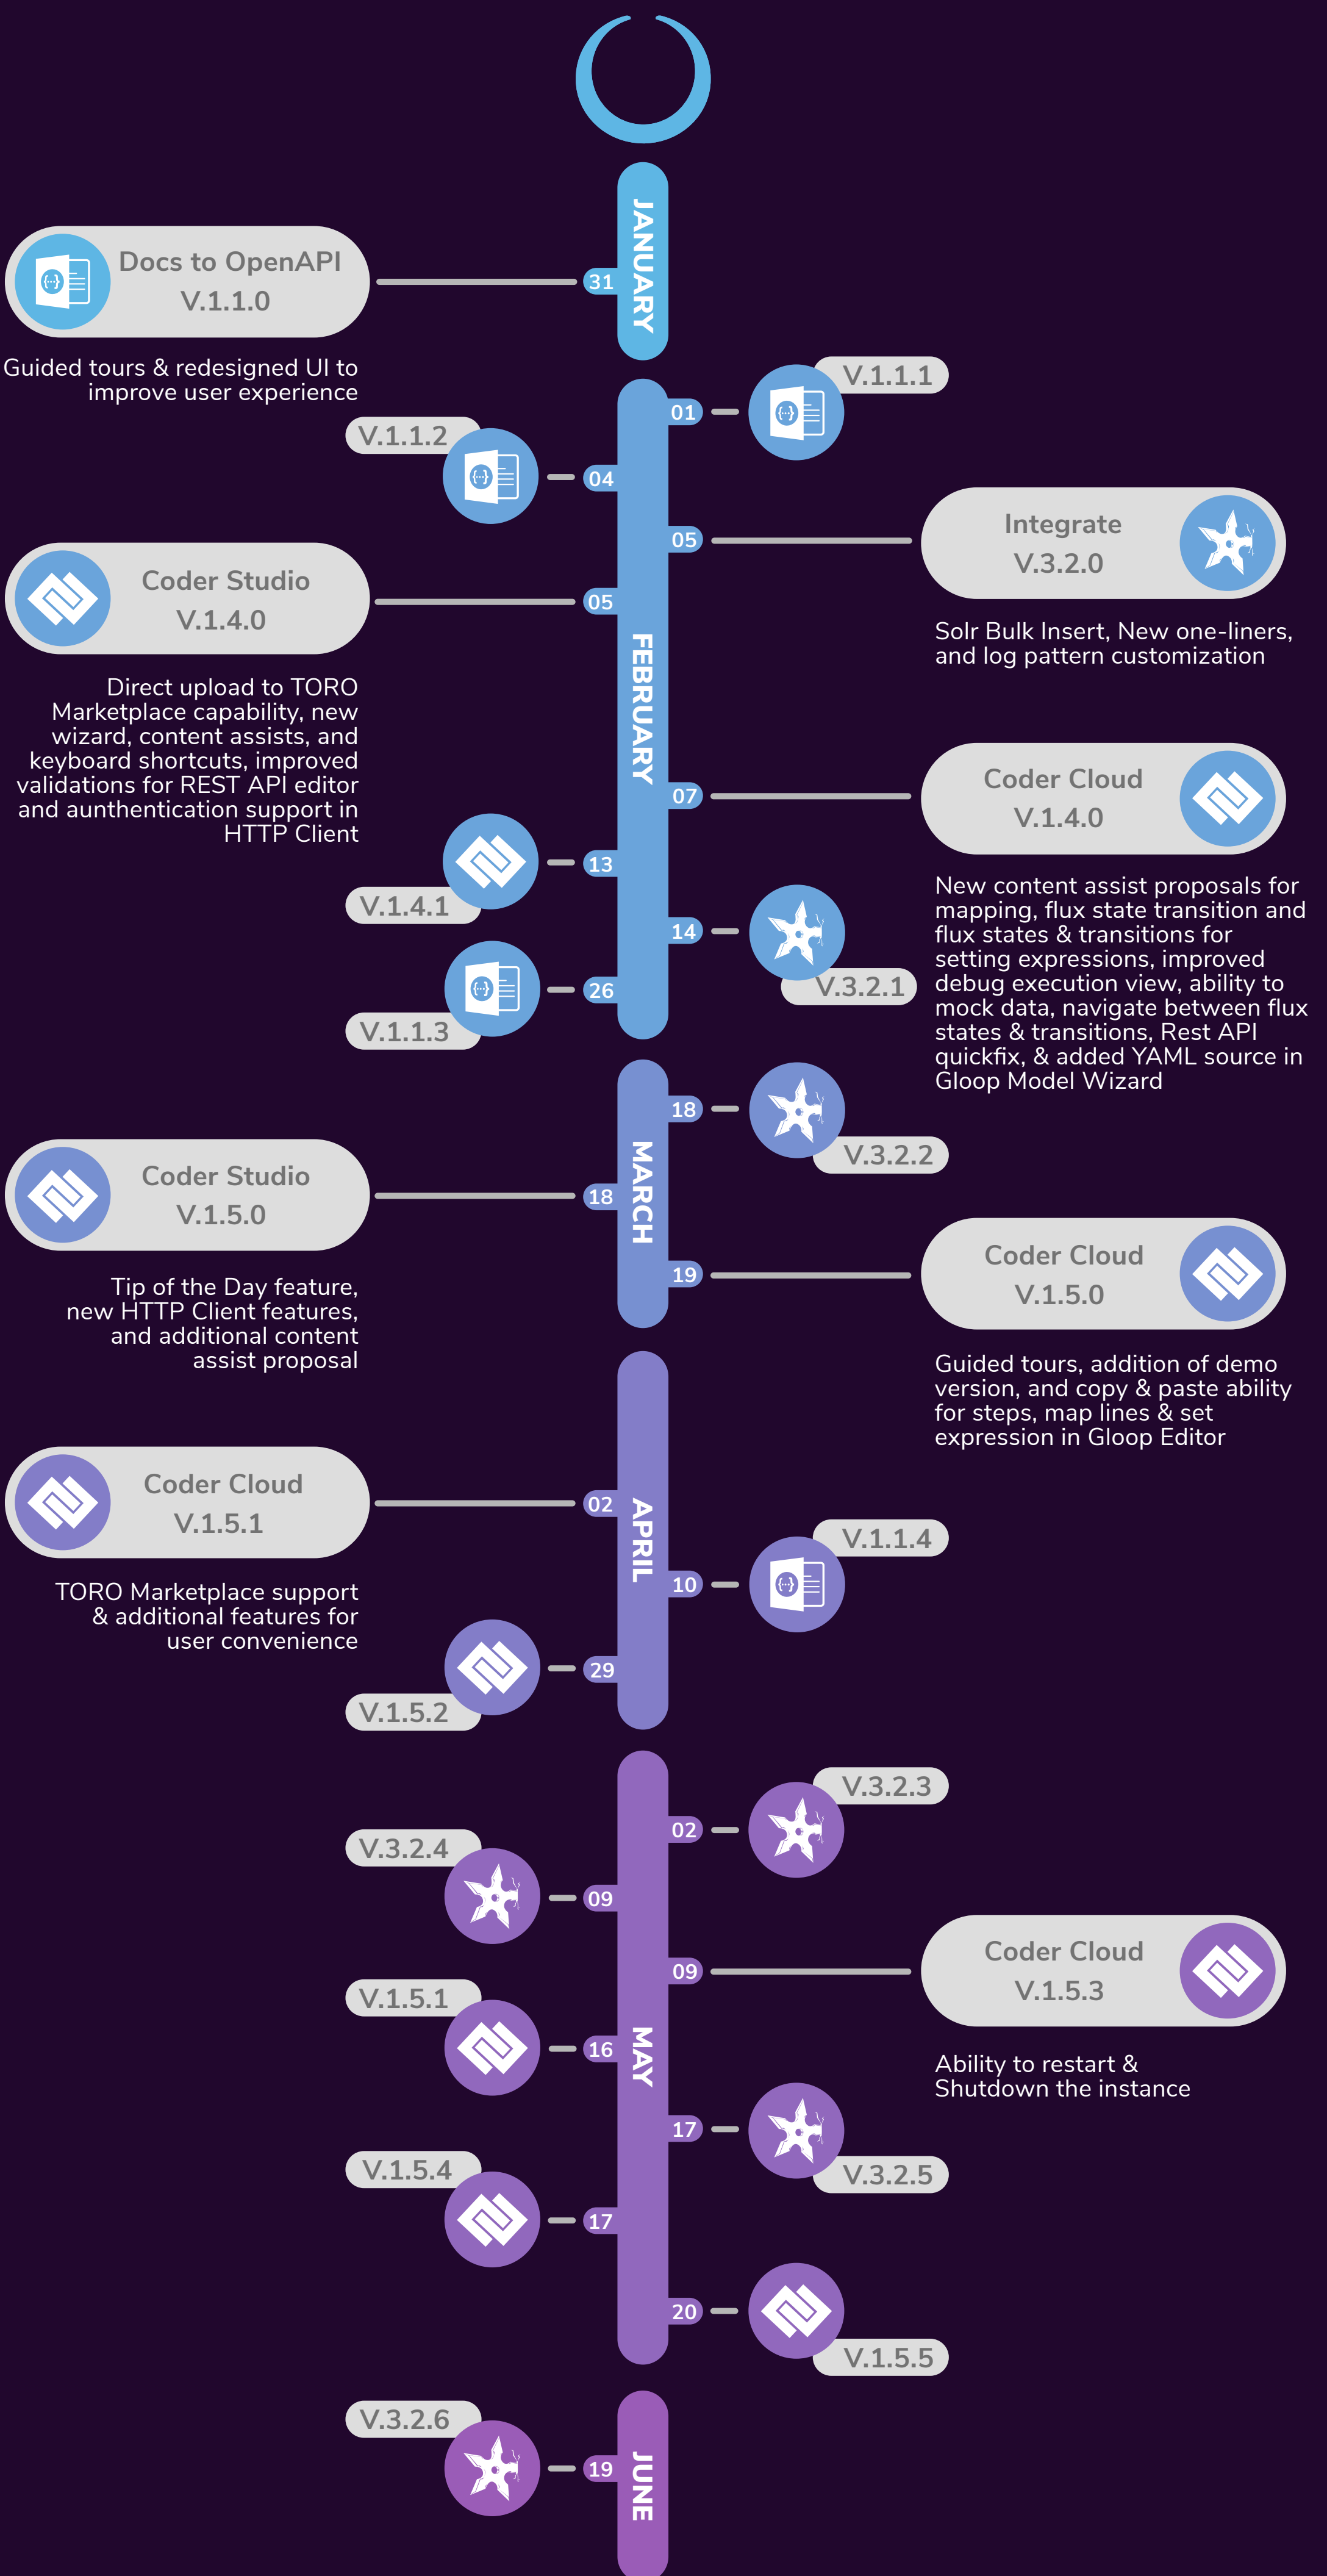 JANUARY
Docs to OpenAPI
V.1.1.0
31
Guided tours & redesigned UI to
improve user experience
V.1.1.1
01
V.1.1.2
04
Integrate
V.3.2.0
05
Solr Bulk Insert, New one-liners,
and log pattern customization
Coder Studio
V.1.4.0
05
FEBRUARY
Direct upload to TORO
Marketplace capability, new
wizard, content assists, and
keyboard shortcuts, improved
validations for REST API editor
and aunthentication support in
HTTP Client
Coder Cloud
V.1.4.0
07
New content assist proposals for
mapping, flux state transition and
flux states & transitions for
setting expressions, improved
debug execution view, ability to
mock data, navigate between flux
states & transitions, Rest API
quickfix, & added YAML source in
Gloop Model Wizard
13
V.1.4.1
14
V.3.2.1
26
V.1.1.3
18
V.3.2.2
MARCH
Coder Studio
V.1.5.0
18
Tip of the Day feature,
new HTTP Client features,
and additional content
assist proposal
Coder Cloud
V.1.5.0
19
Guided tours, addition of demo
version, and copy & paste ability
for steps, map lines & set
expression in Gloop Editor
Coder Cloud
V.1.5.1
02
APRIL
TORO Marketplace support
& additional features for
user convenience
V.1.1.4
10
29
V.1.5.2
V.3.2.3
02
V.3.2.4
09
Coder Cloud
V.1.5.3
09
Ability to restart &
Shutdown the instance
V.1.5.1
16
MAY
17
V.3.2.5
V.1.5.4
17
20
V.1.5.5
V.3.2.6
19
JUNE